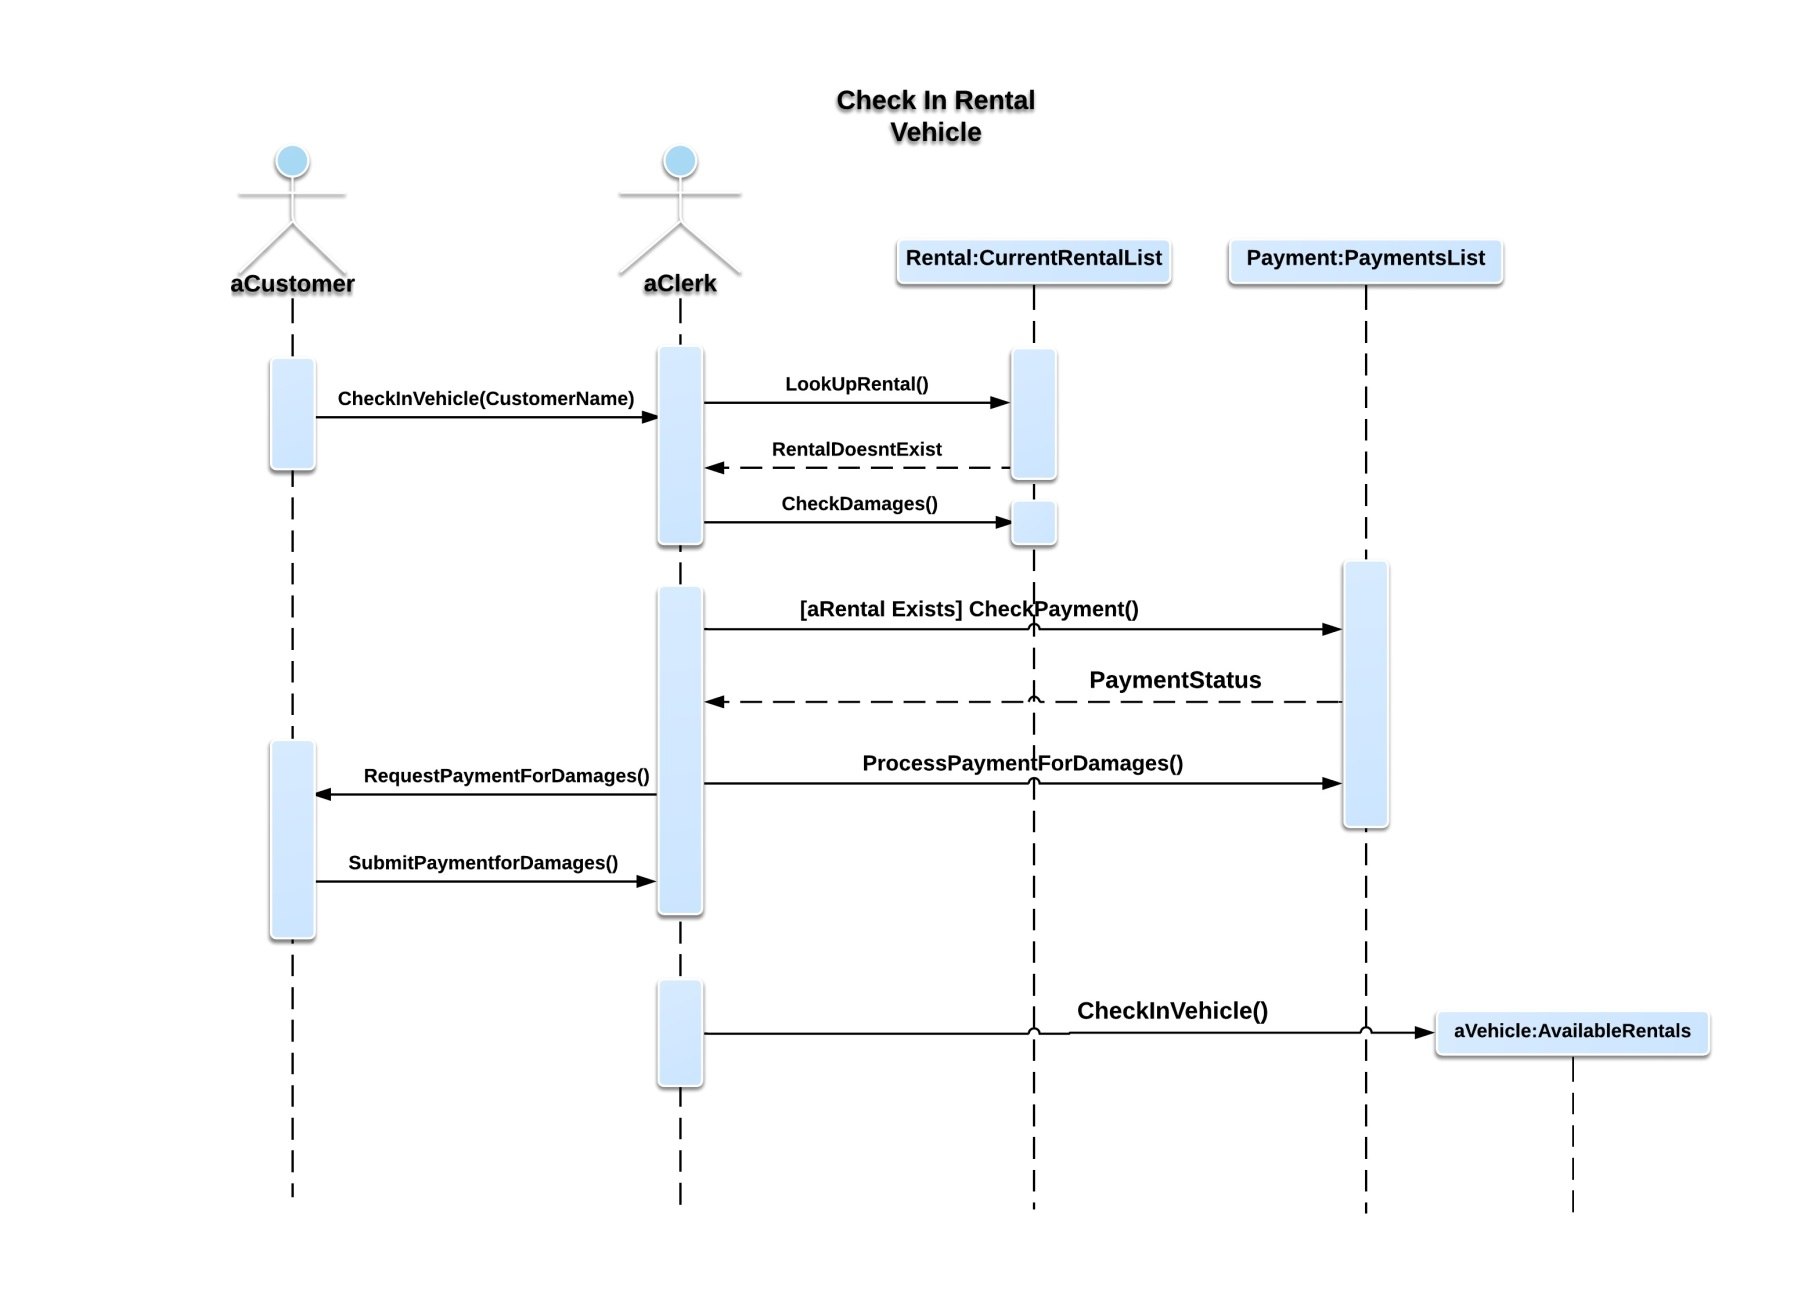 Check In Rental
Vehicle
aCustomer
aClerk
Rental:CurrentRentalList
Payment:PaymentsList
LookUpRental()
CheckInVehicle(CustomerName)
RentalDoesntExist
CheckDamages()
[aRental Exists] CheckPayment()
PaymentStatus
ProcessPaymentForDamages()
RequestPaymentForDamages()
SubmitPaymentforDamages()
CheckInVehicle()
aVehicle:AvailableRentals